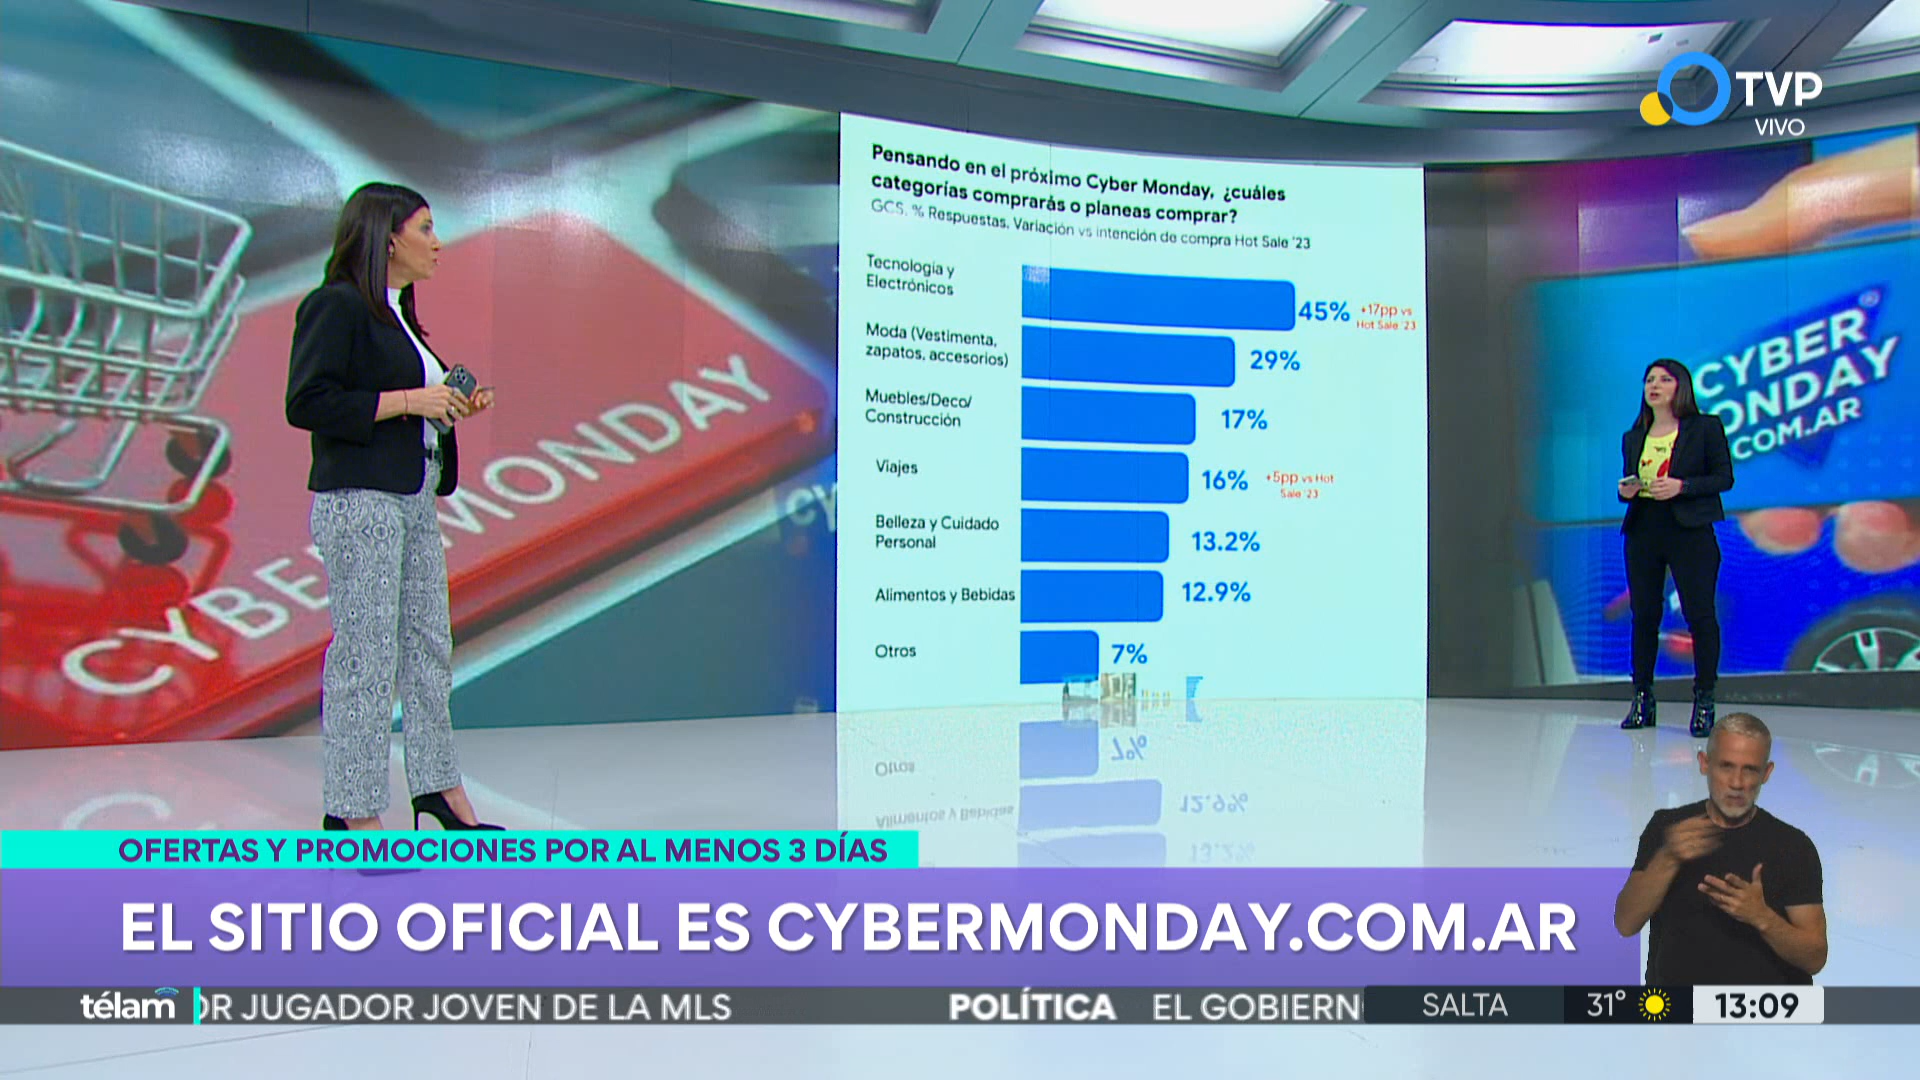 TVP
VIVO
Pensando en el próximo Cyber Monday, ¿cuáles
categorías comprarás o planeas comprar?
GCS. % Respuestas. Variación vs intención de compra Hot Sale '23
Tecnología y
Electrónicos
45%
+17pp vs
Hot Sale '23
Moda (Vestimenta,
zapatos, accesorios)
29%
Muebles/Deco/
Construcción
17%
Viajes
16%
+5pp vs Hot
Sale '23
Belleza y Cuidado
Personal
13.2%
Alimentos y Bebidas
12.9%
Otros
7%
CYBER MONDAY
CY
CYBER
ONDAY
.COM.AR
OFERTAS Y PROMOCIONES POR AL MENOS 3 DÍAS
EL SITIO OFICIAL ES CYBERMONDAY.COM.AR
télam
OR JUGADOR JOVEN DE LA MLS
POLÍTICA
EL GOBIERN
SALTA
31°
13:09